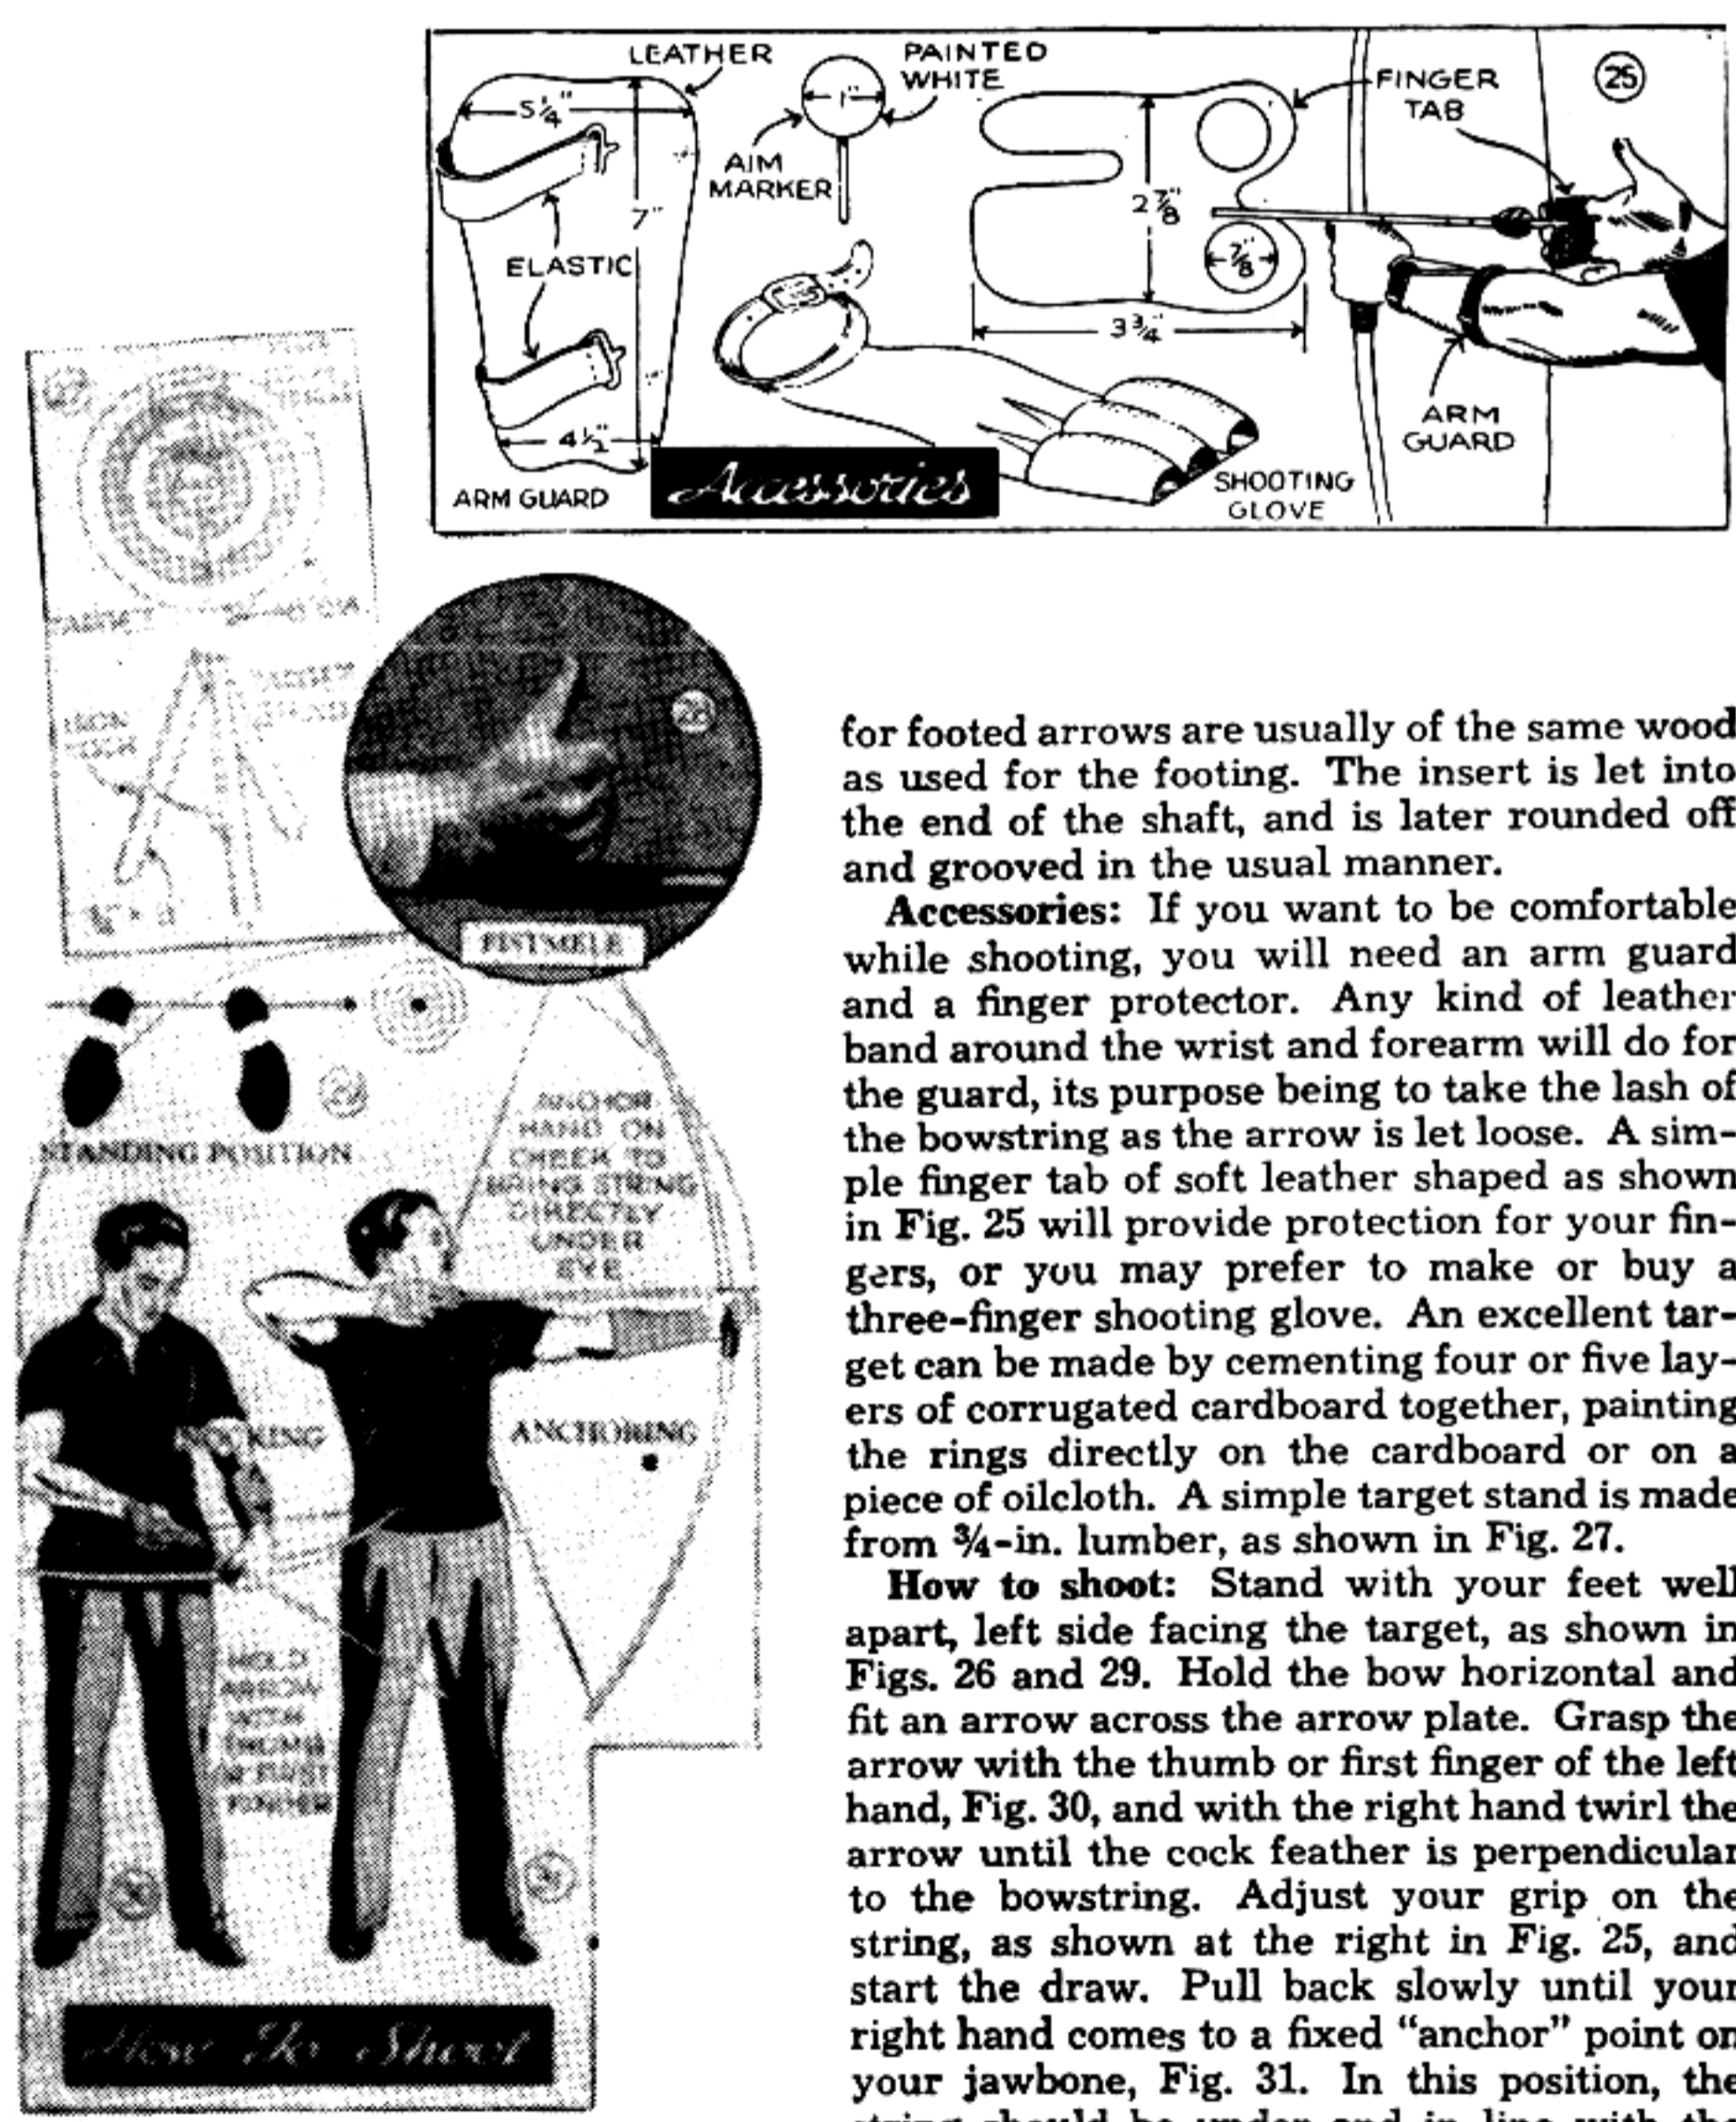 LEATHER
5¼"
7"
ELASTIC
4½"
ARM GUARD
1"
PAINTED
WHITE
AIM
MARKER
Accessories
2⅞"
⅞"
3¾"
SHOOTING
GLOVE
FINGER
TAB
25
ARM
GUARD
TARGET
FISTMELE
STANDING POSITION
ANCHOR
HAND ON
CHEEK TO
BRING STRING
DIRECTLY
UNDER
EYE
ANCHORING
HOLD
ARROW
WITH
THUMB
How To Shoot
for footed arrows are usually of the same wood
as used for the footing. The insert is let into
the end of the shaft, and is later rounded off
and grooved in the usual manner.
Accessories: If you want to be comfortable
while shooting, you will need an arm guard
and a finger protector. Any kind of leather
band around the wrist and forearm will do for
the guard, its purpose being to take the lash of
the bowstring as the arrow is let loose. A sim-
ple finger tab of soft leather shaped as shown
in Fig. 25 will provide protection for your fin-
gers, or you may prefer to make or buy a
three-finger shooting glove. An excellent tar-
get can be made by cementing four or five lay-
ers of corrugated cardboard together, painting
the rings directly on the cardboard or on a
piece of oilcloth. A simple target stand is made
from ¾-in. lumber, as shown in Fig. 27.
How to shoot: Stand with your feet well
apart, left side facing the target, as shown in
Figs. 26 and 29. Hold the bow horizontal and
fit an arrow across the arrow plate. Grasp the
arrow with the thumb or first finger of the left
hand, Fig. 30, and with the right hand twirl the
arrow until the cock feather is perpendicular
to the bowstring. Adjust your grip on the
string, as shown at the right in Fig. 25, and
start the draw. Pull back slowly until your
right hand comes to a fixed "anchor" point on
your jawbone, Fig. 31. In this position, the